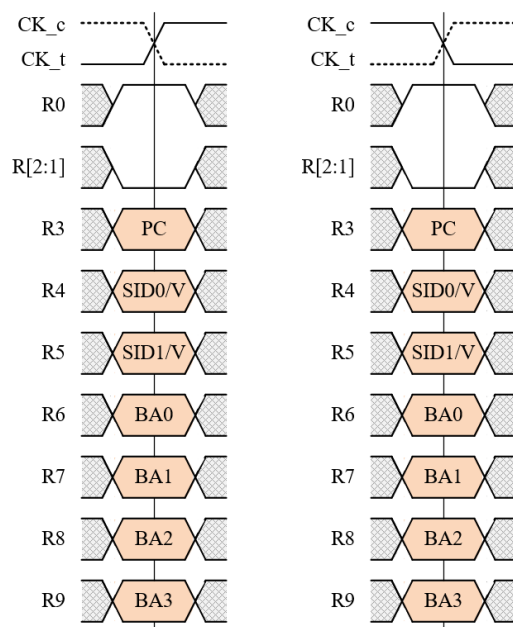 CK_c
CK_t
R0
R[2:1]
R3 PC
R4 SID0/V
R5 SID1/V
R6 BA0
R7 BA1
R8 BA2
R9 BA3
CK_c
CK_t
R0
R[2:1]
R3 PC
R4 SID0/V
R5 SID1/V
R6 BA0
R7 BA1
R8 BA2
R9 BA3